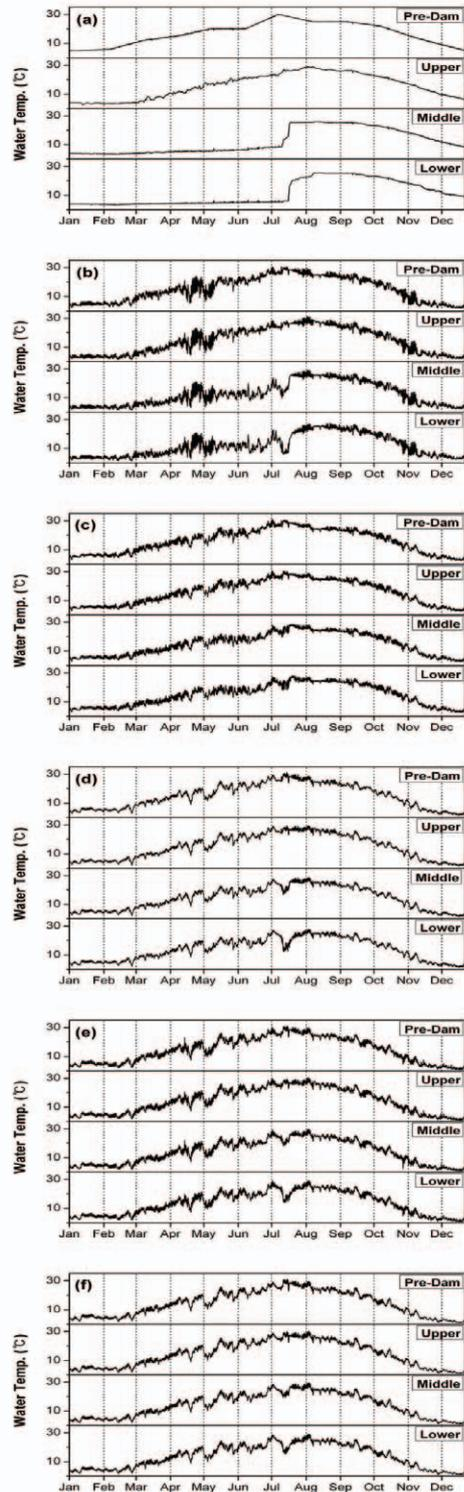 (a)
Pre-Dam
30
10
Upper
30
10
Middle
30
10
Lower
30
10
Water Temp. (℃)
Jan Feb Mar Apr May Jun Jul Aug Sep Oct Nov Dec
(b)
Pre-Dam
30
10
Upper
30
10
Middle
30
10
Lower
30
10
Water Temp. (℃)
Jan Feb Mar Apr May Jun Jul Aug Sep Oct Nov Dec
(c)
Pre-Dam
30
10
Upper
30
10
Middle
30
10
Lower
30
10
Water Temp. (℃)
Jan Feb Mar Apr May Jun Jul Aug Sep Oct Nov Dec
(d)
Pre-Dam
30
10
Upper
30
10
Middle
30
10
Lower
30
10
Water Temp. (℃)
Jan Feb Mar Apr May Jun Jul Aug Sep Oct Nov Dec
(e)
Pre-Dam
30
10
Upper
30
10
Middle
30
10
Lower
30
10
Water Temp. (℃)
Jan Feb Mar Apr May Jun Jul Aug Sep Oct Nov Dec
(f)
Pre-Dam
30
10
Upper
30
10
Middle
30
10
Lower
30
10
Water Temp. (℃)
Jan Feb Mar Apr May Jun Jul Aug Sep Oct Nov Dec